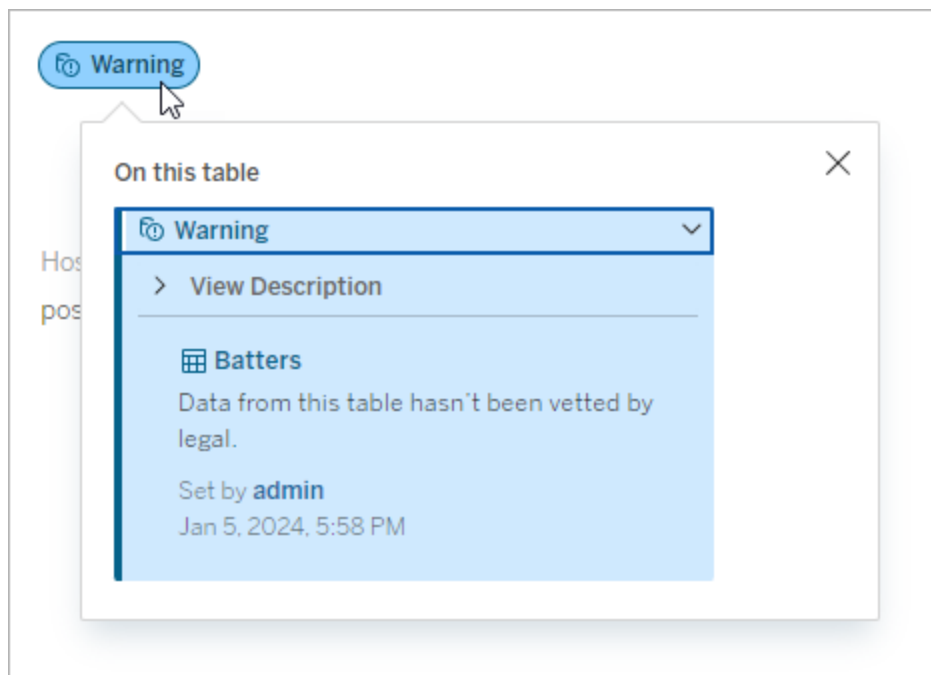 Warning
On this table
Warning
View Description
Batters
Data from this table hasn't been vetted by
legal.
Set by admin
Jan 5, 2024, 5:58 PM